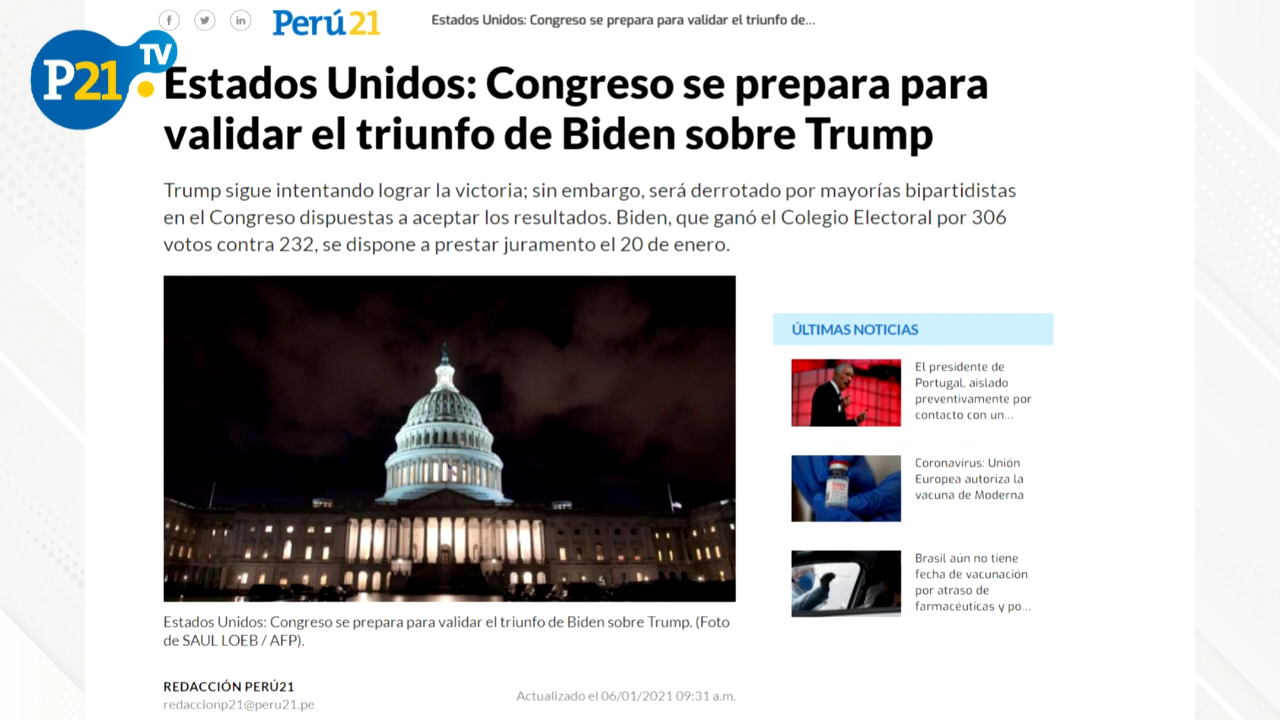 Perú21
Estados Unidos: Congreso se prepara para validar el triunfo de...
P21
TV
Estados Unidos: Congreso se prepara para
validar el triunfo de Biden sobre Trump
Trump sigue intentando lograr la victoria; sin embargo, será derrotado por mayorías bipartidistas
en el Congreso dispuestas a aceptar los resultados. Biden, que ganó el Colegio Electoral por 306
votos contra 232, se dispone a prestar juramento el 20 de enero.
ÚLTIMAS NOTICIAS
El presidente de
Portugal, aislado
preventivamente por
contacto con un...
Coronavirus: Unión
Europea autoriza la
vacuna de Moderna
Brasil aún no tiene
fecha de vacunación
por atraso de
farmacéuticas y po...
Estados Unidos: Congreso se prepara para validar el triunfo de Biden sobre Trump. (Foto
de SAUL LOEB / AFP).
REDACCIÓN PERÚ21
redaccionp21@peru21.pe
Actualizado el 06/01/2021 09:31 a.m.